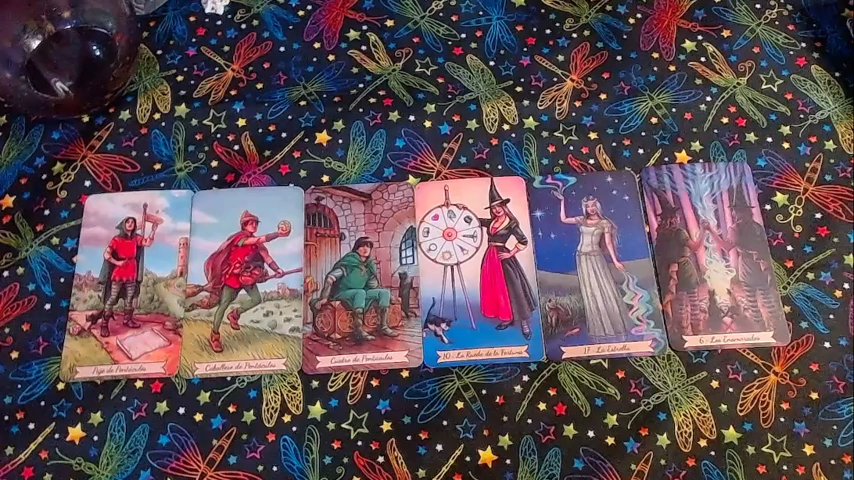 Paje de Pentáculos
Caballero de Pentáculos
Cuatro de Pentáculos
10 - La Rueda de la Fortuna
17 - La Estrella
6 - Los Enamorados